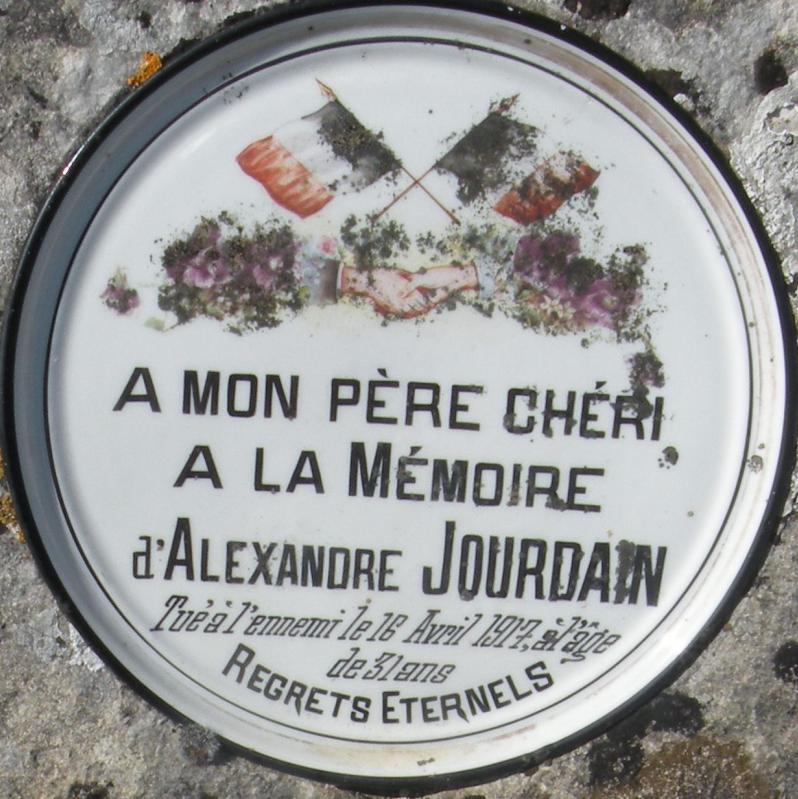 A MON PÈRE CHÉRI
A LA MÉMOIRE
d'ALEXANDRE JOURDAIN
Tué à l'ennemi le 16 Avril 1917, à l'âge
de 31 ans
REGRETS ETERNELS